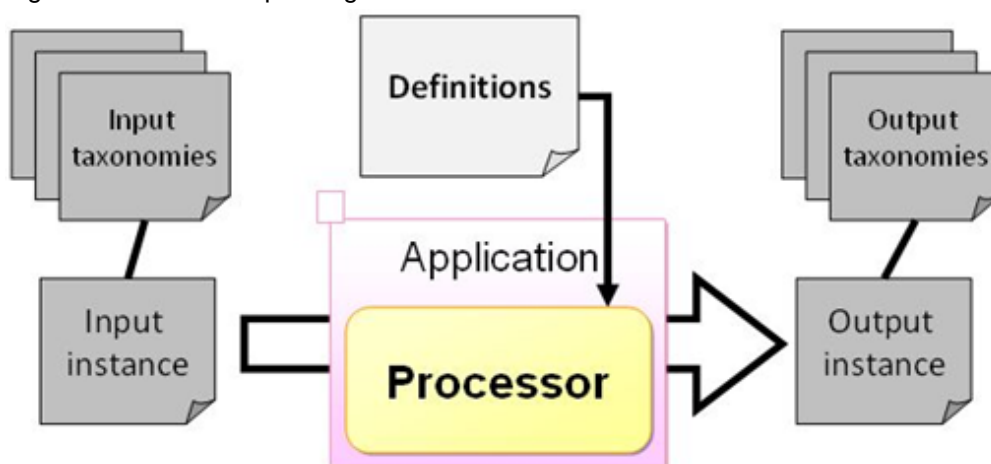 Input
taxonomies
Definitions
Output
taxonomies
Application
Input
instance
Processor
Output
instance